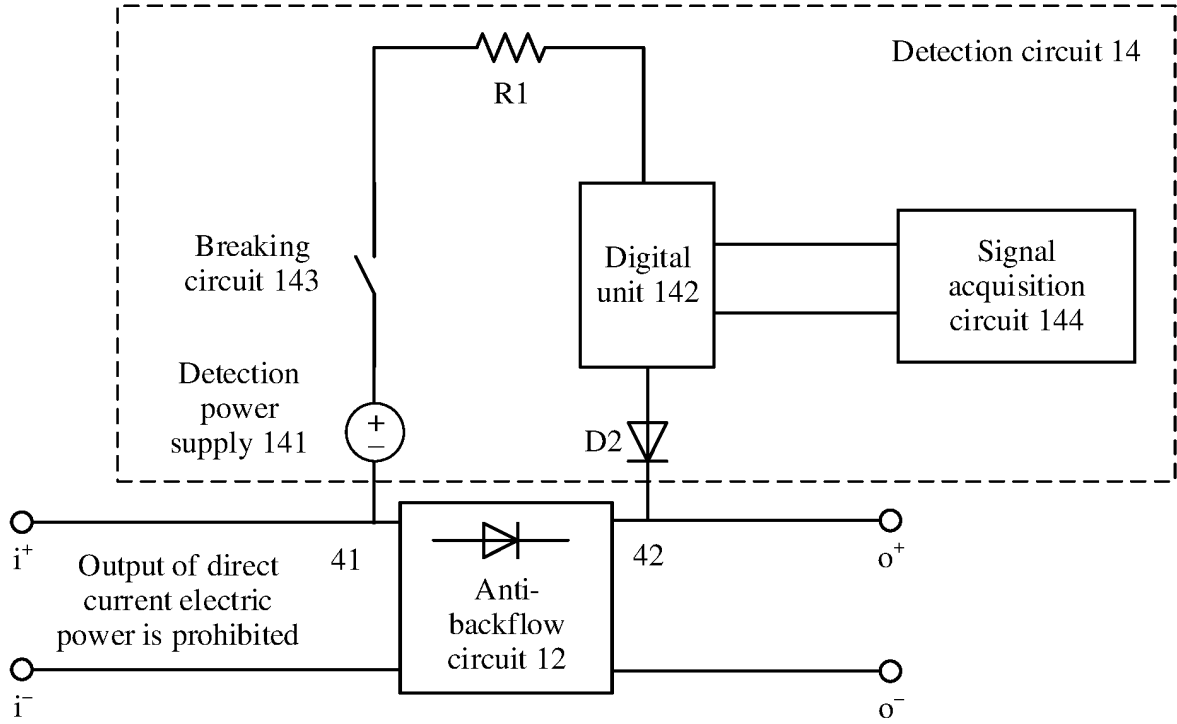 Detection circuit 14
R1
Breaking
circuit 143
Digital
unit 142
Signal
acquisition
circuit 144
Detection
power
supply 141
+
−
D2
i⁺
41
42
o⁺
Output of direct
current electric
power is prohibited
Anti-
backflow
circuit 12
i⁻
o⁻